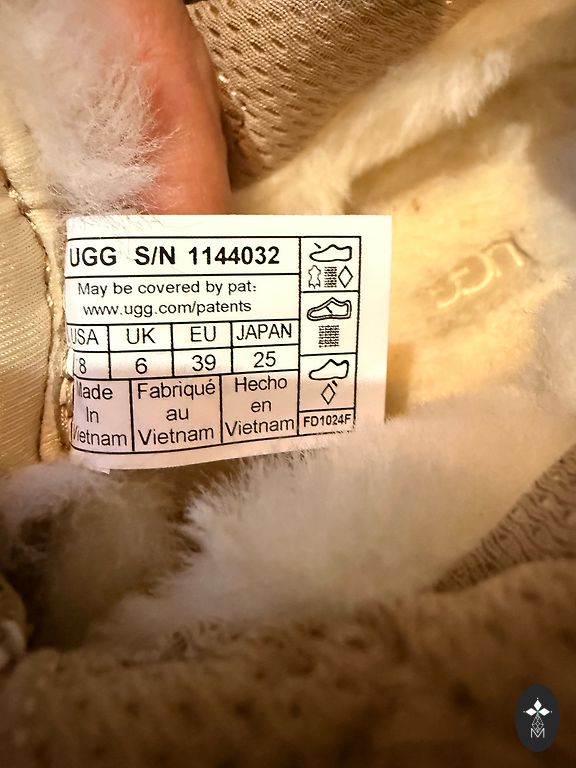 UGG S/N 1144032
May be covered by pat:
www.ugg.com/patents
USA UK EU JAPAN
8 6 39 25
Made In Vietnam
Fabriqué au Vietnam
Hecho en Vietnam
FD1024F
UGG
M